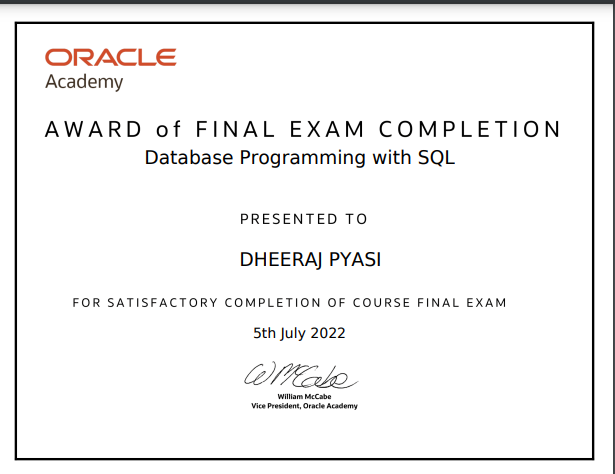 ORACLE
Academy
AWARD of FINAL EXAM COMPLETION
Database Programming with SQL
PRESENTED TO
DHEERAJ PYASI
FOR SATISFACTORY COMPLETION OF COURSE FINAL EXAM
5th July 2022
W McCabe
William McCabe
Vice President, Oracle Academy